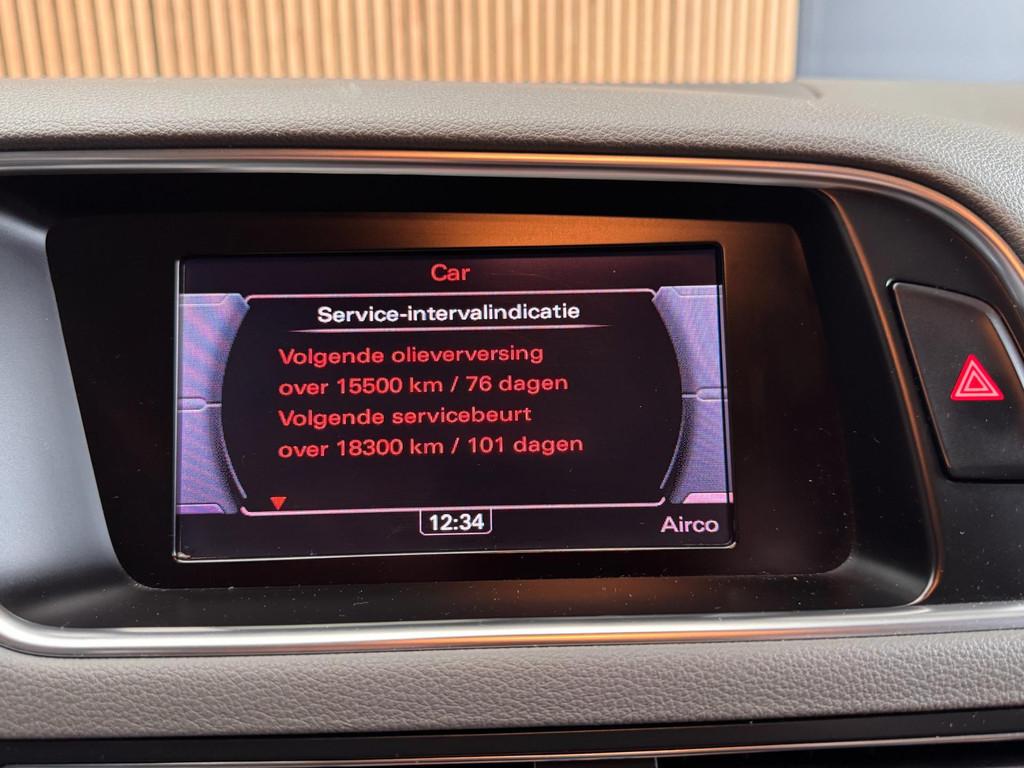 Car
Service-intervalindicatie
Volgende olieverversing
over 15500 km / 76 dagen
Volgende servicebeurt
over 18300 km / 101 dagen
12:34
Airco